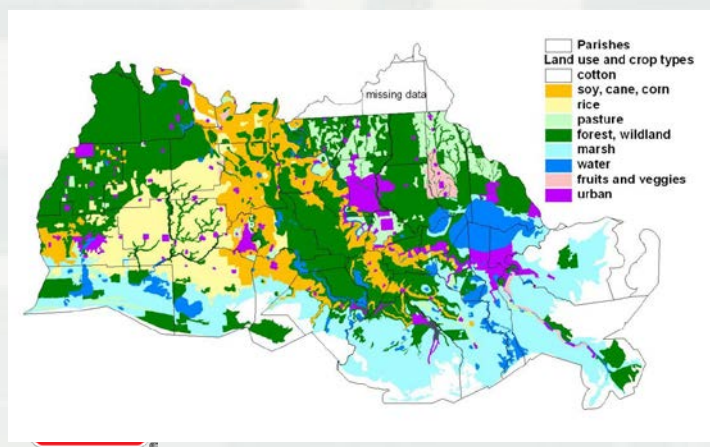 missing data
Parishes
Land use and crop types
cotton
soy, cane, corn
rice
pasture
forest, wildland
marsh
water
fruits and veggies
urban